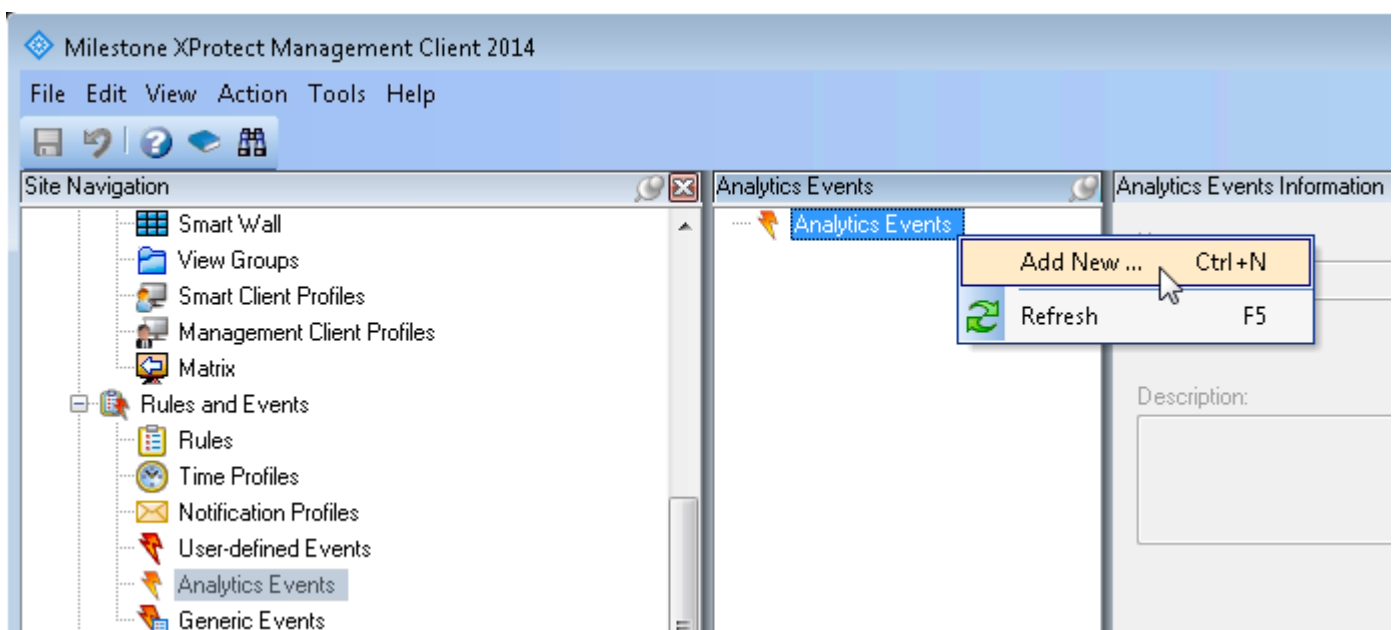 Milestone XProtect Management Client 2014
File Edit View Action Tools Help
Site Navigation
Smart Wall
View Groups
Smart Client Profiles
Management Client Profiles
Matrix
Rules and Events
Rules
Time Profiles
Notification Profiles
User-defined Events
Analytics Events
Generic Events
Analytics Events
Analytics Events
Add New ... Ctrl+N
Refresh F5
Analytics Events Information
Description: